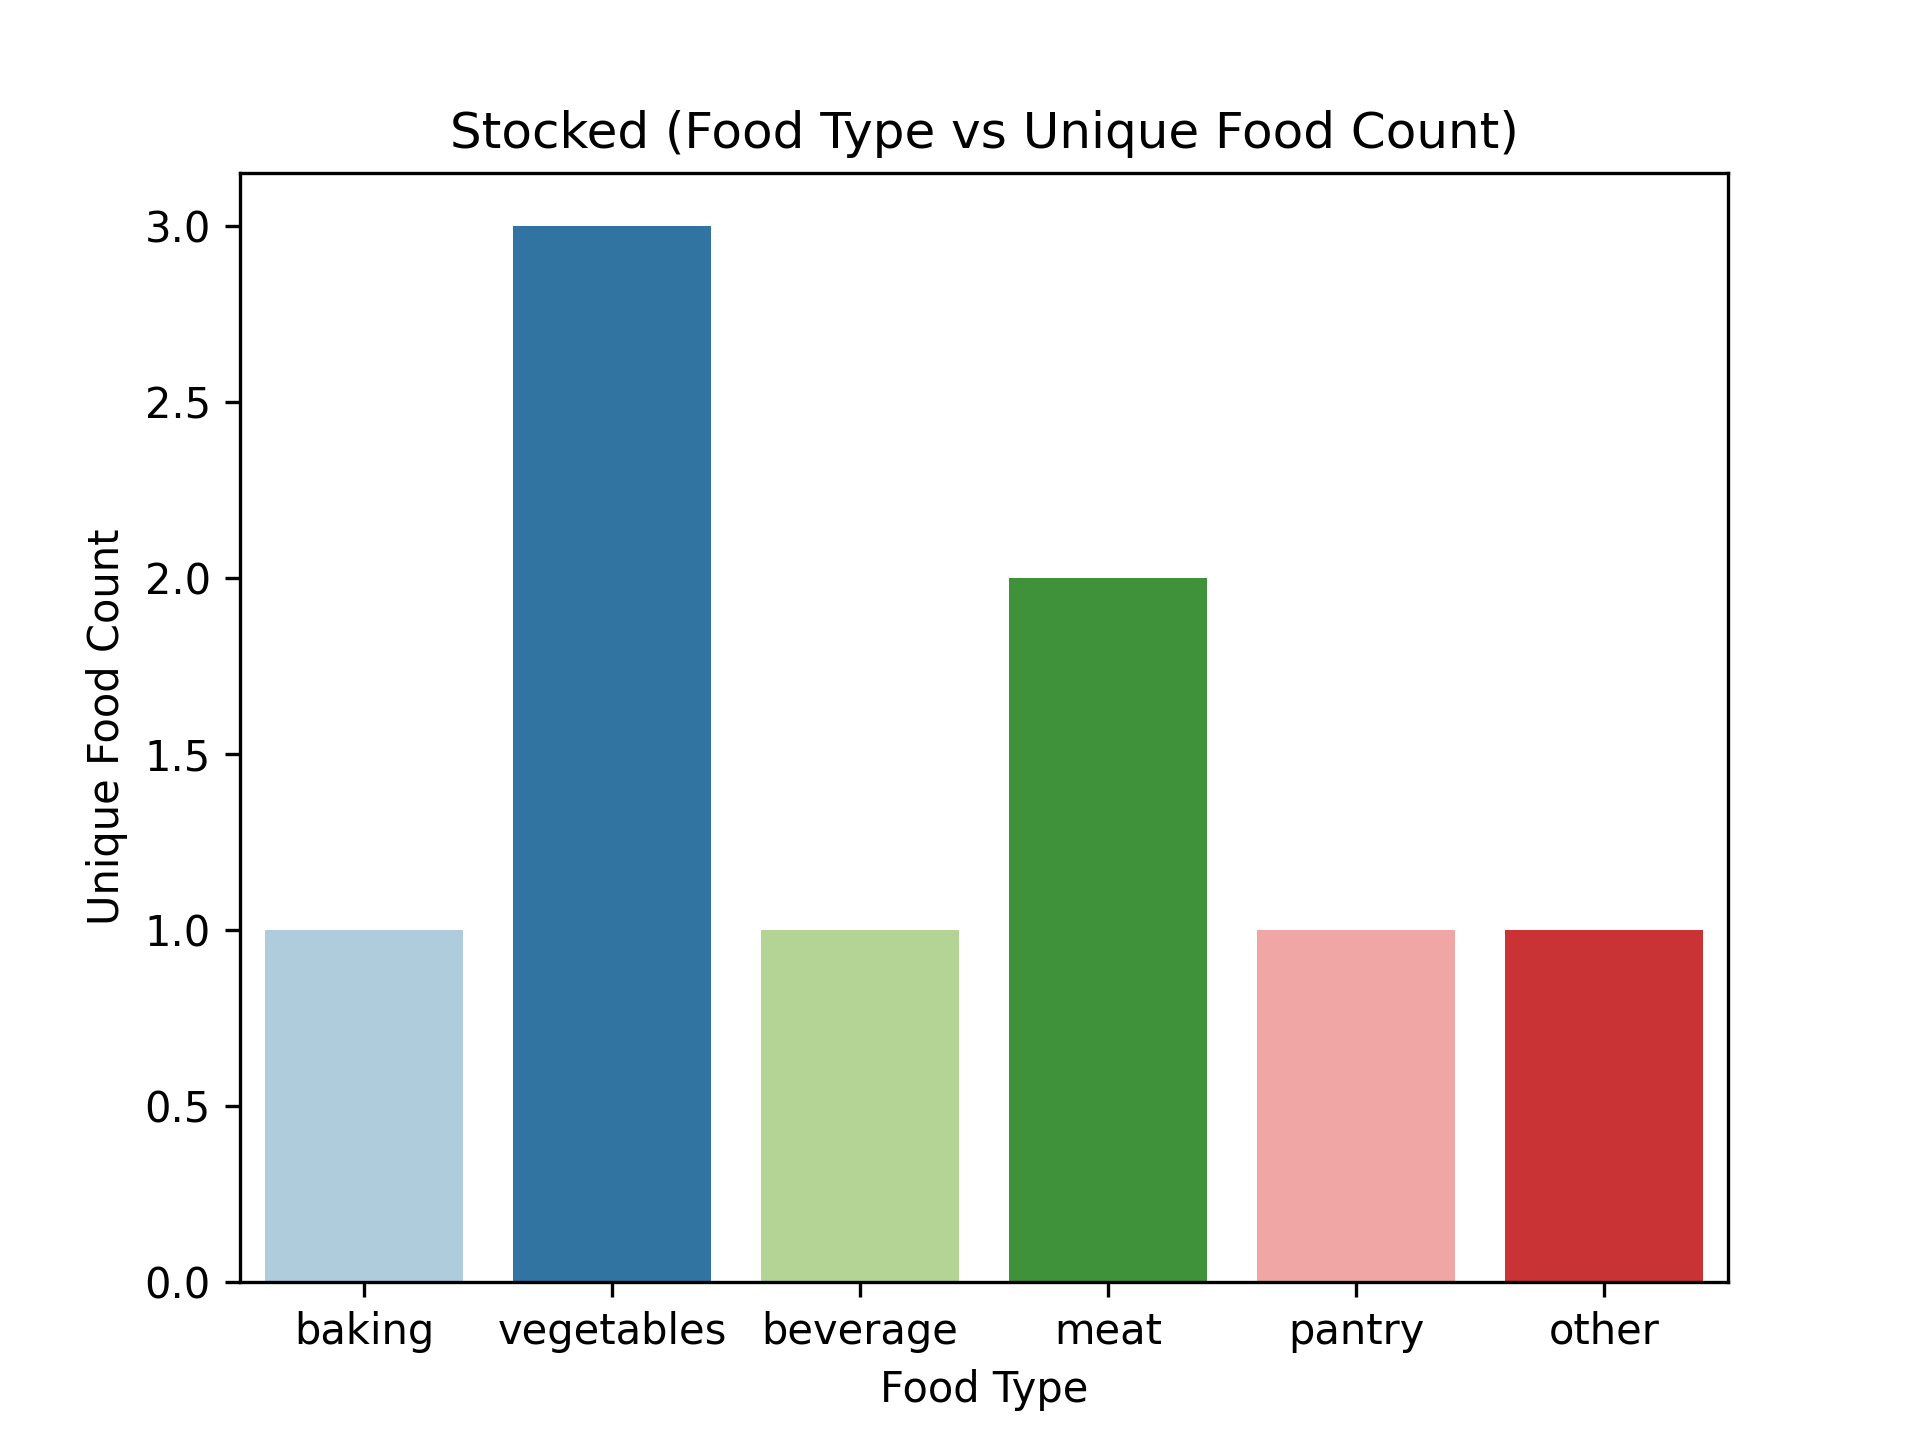 Stocked (Food Type vs Unique Food Count)
Unique Food Count
3.0
2.5
2.0
1.5
1.0
0.5
0.0
baking vegetables beverage meat pantry other
Food Type